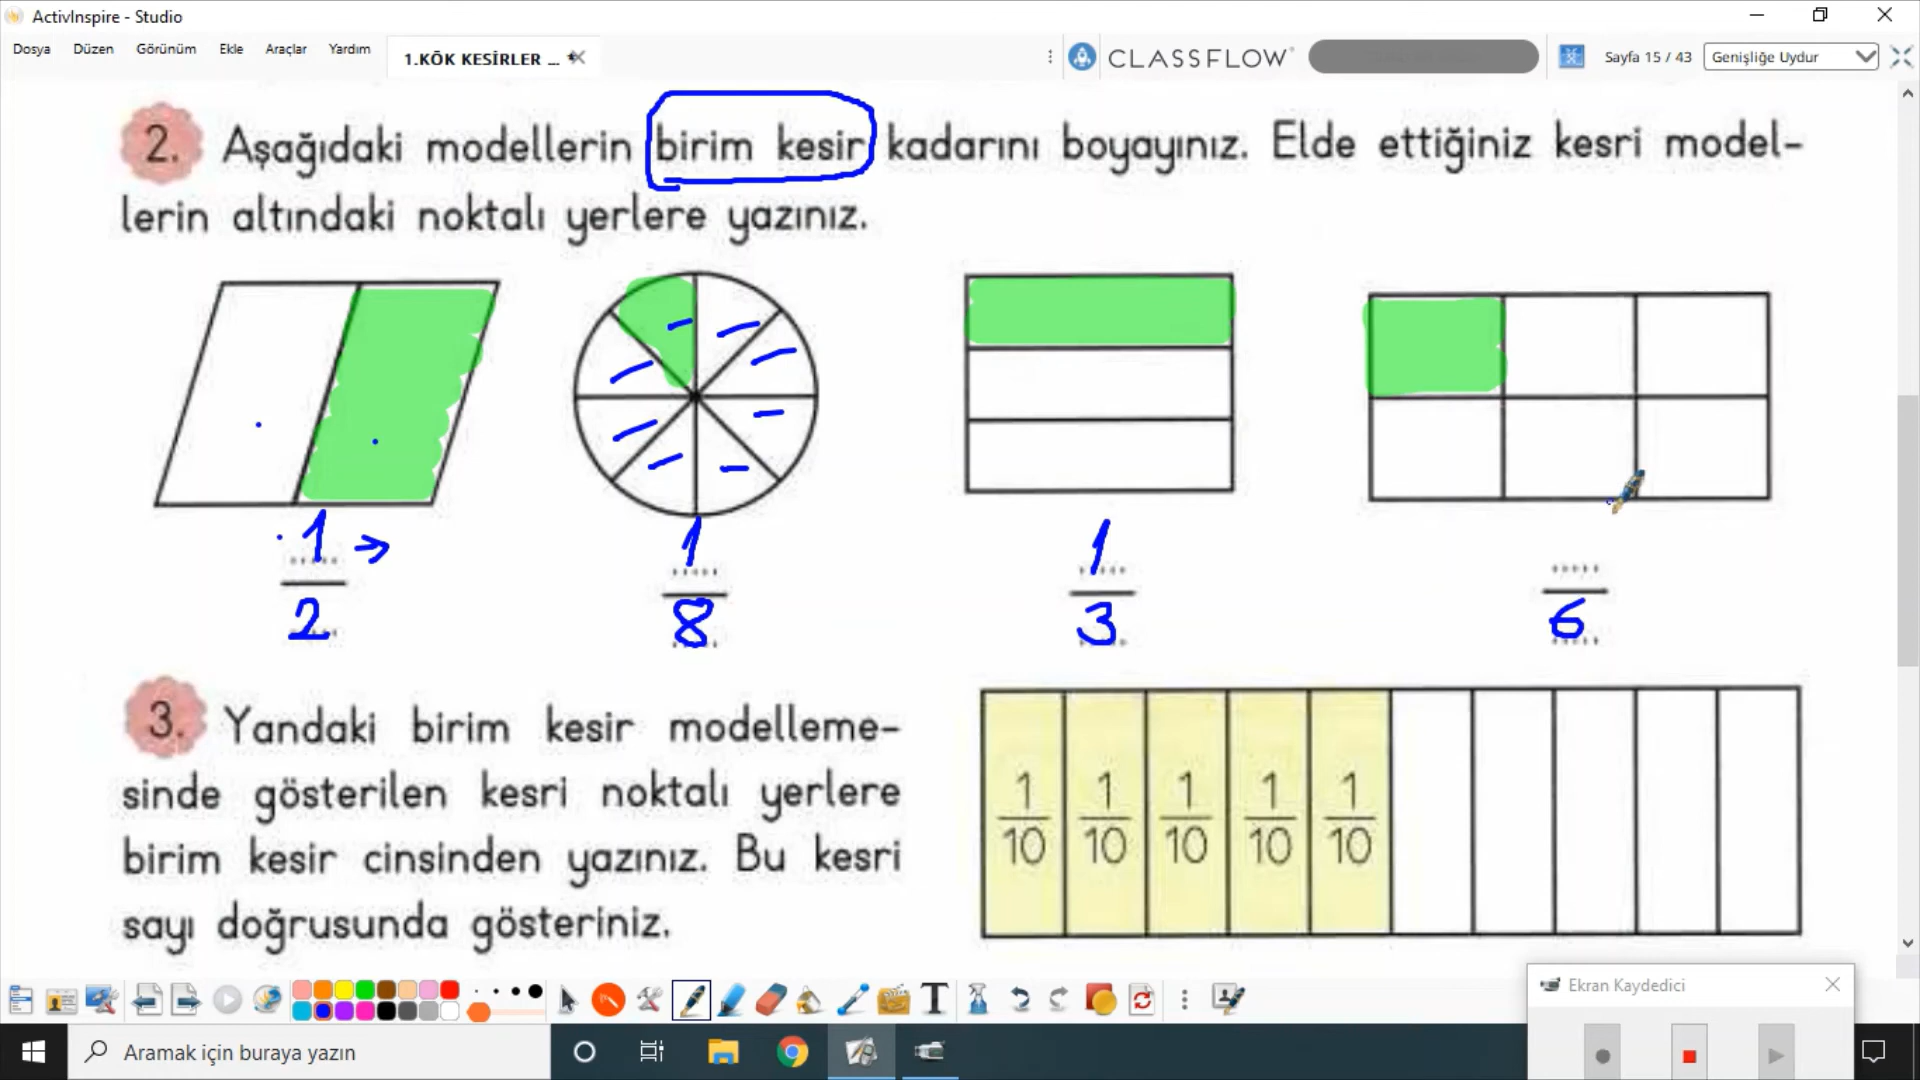 ActivInspire - Studio
Dosya Düzen Görünüm Ekle Araçlar Yardım
1.KÖK KESİRLER ...
CLASSFLOW
Sayfa 15 / 43
Genişliğe Uydur
2. Aşağıdaki modellerin birim kesir kadarını boyayınız. Elde ettiğiniz kesri model-
lerin altındaki noktalı yerlere yazınız.
1 1 1 .....
2 8 3 6
3. Yandaki birim kesir modelleme-
sinde gösterilen kesri noktalı yerlere
birim kesir cinsinden yazınız. Bu kesri
sayı doğrusunda gösteriniz.
1 1 1 1 1
10 10 10 10 10
Ekran Kaydedici
Aramak için buraya yazın